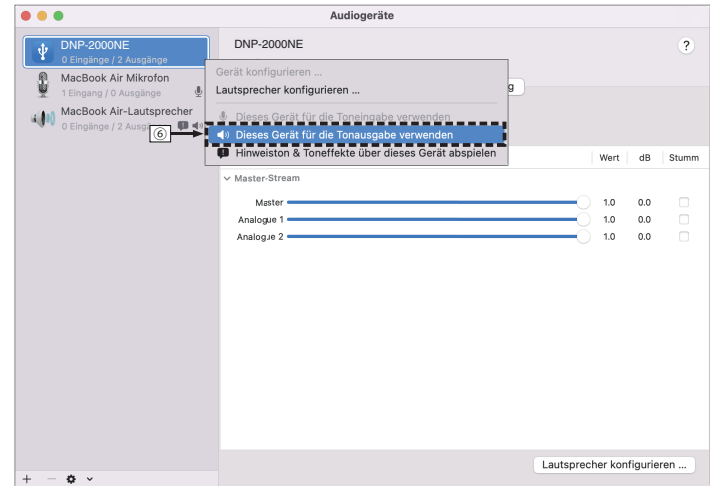 Audiogeräte
DNP-2000NE
0 Eingänge / 2 Ausgänge
MacBook Air Mikrofon
1 Eingang / 0 Ausgänge
MacBook Air-Lautsprecher
0 Eingänge / 2 Ausg
6
DNP-2000NE
?
Gerät konfigurieren ...
Lautsprecher konfigurieren ...
g
Dieses Gerät für die Toneingabe verwenden
Dieses Gerät für die Tonausgabe verwenden
Hinweiston & Toneffekte über dieses Gerät abspielen
Wert dB Stumm
Master-Stream
Master 1.0 0.0
Analogue 1 1.0 0.0
Analogue 2 1.0 0.0
Lautsprecher konfigurieren ...